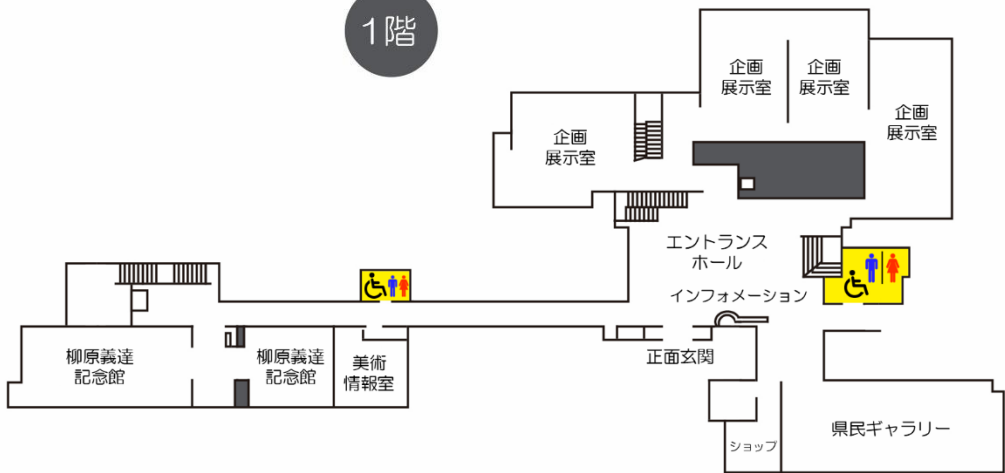 1階
企画
展示室
企画
展示室
企画
展示室
企画
展示室
エントランス
ホール
インフォメーション
正面玄関
柳原義達
記念館
柳原義達
記念館
美術
情報室
県民ギャラリー
ショップ